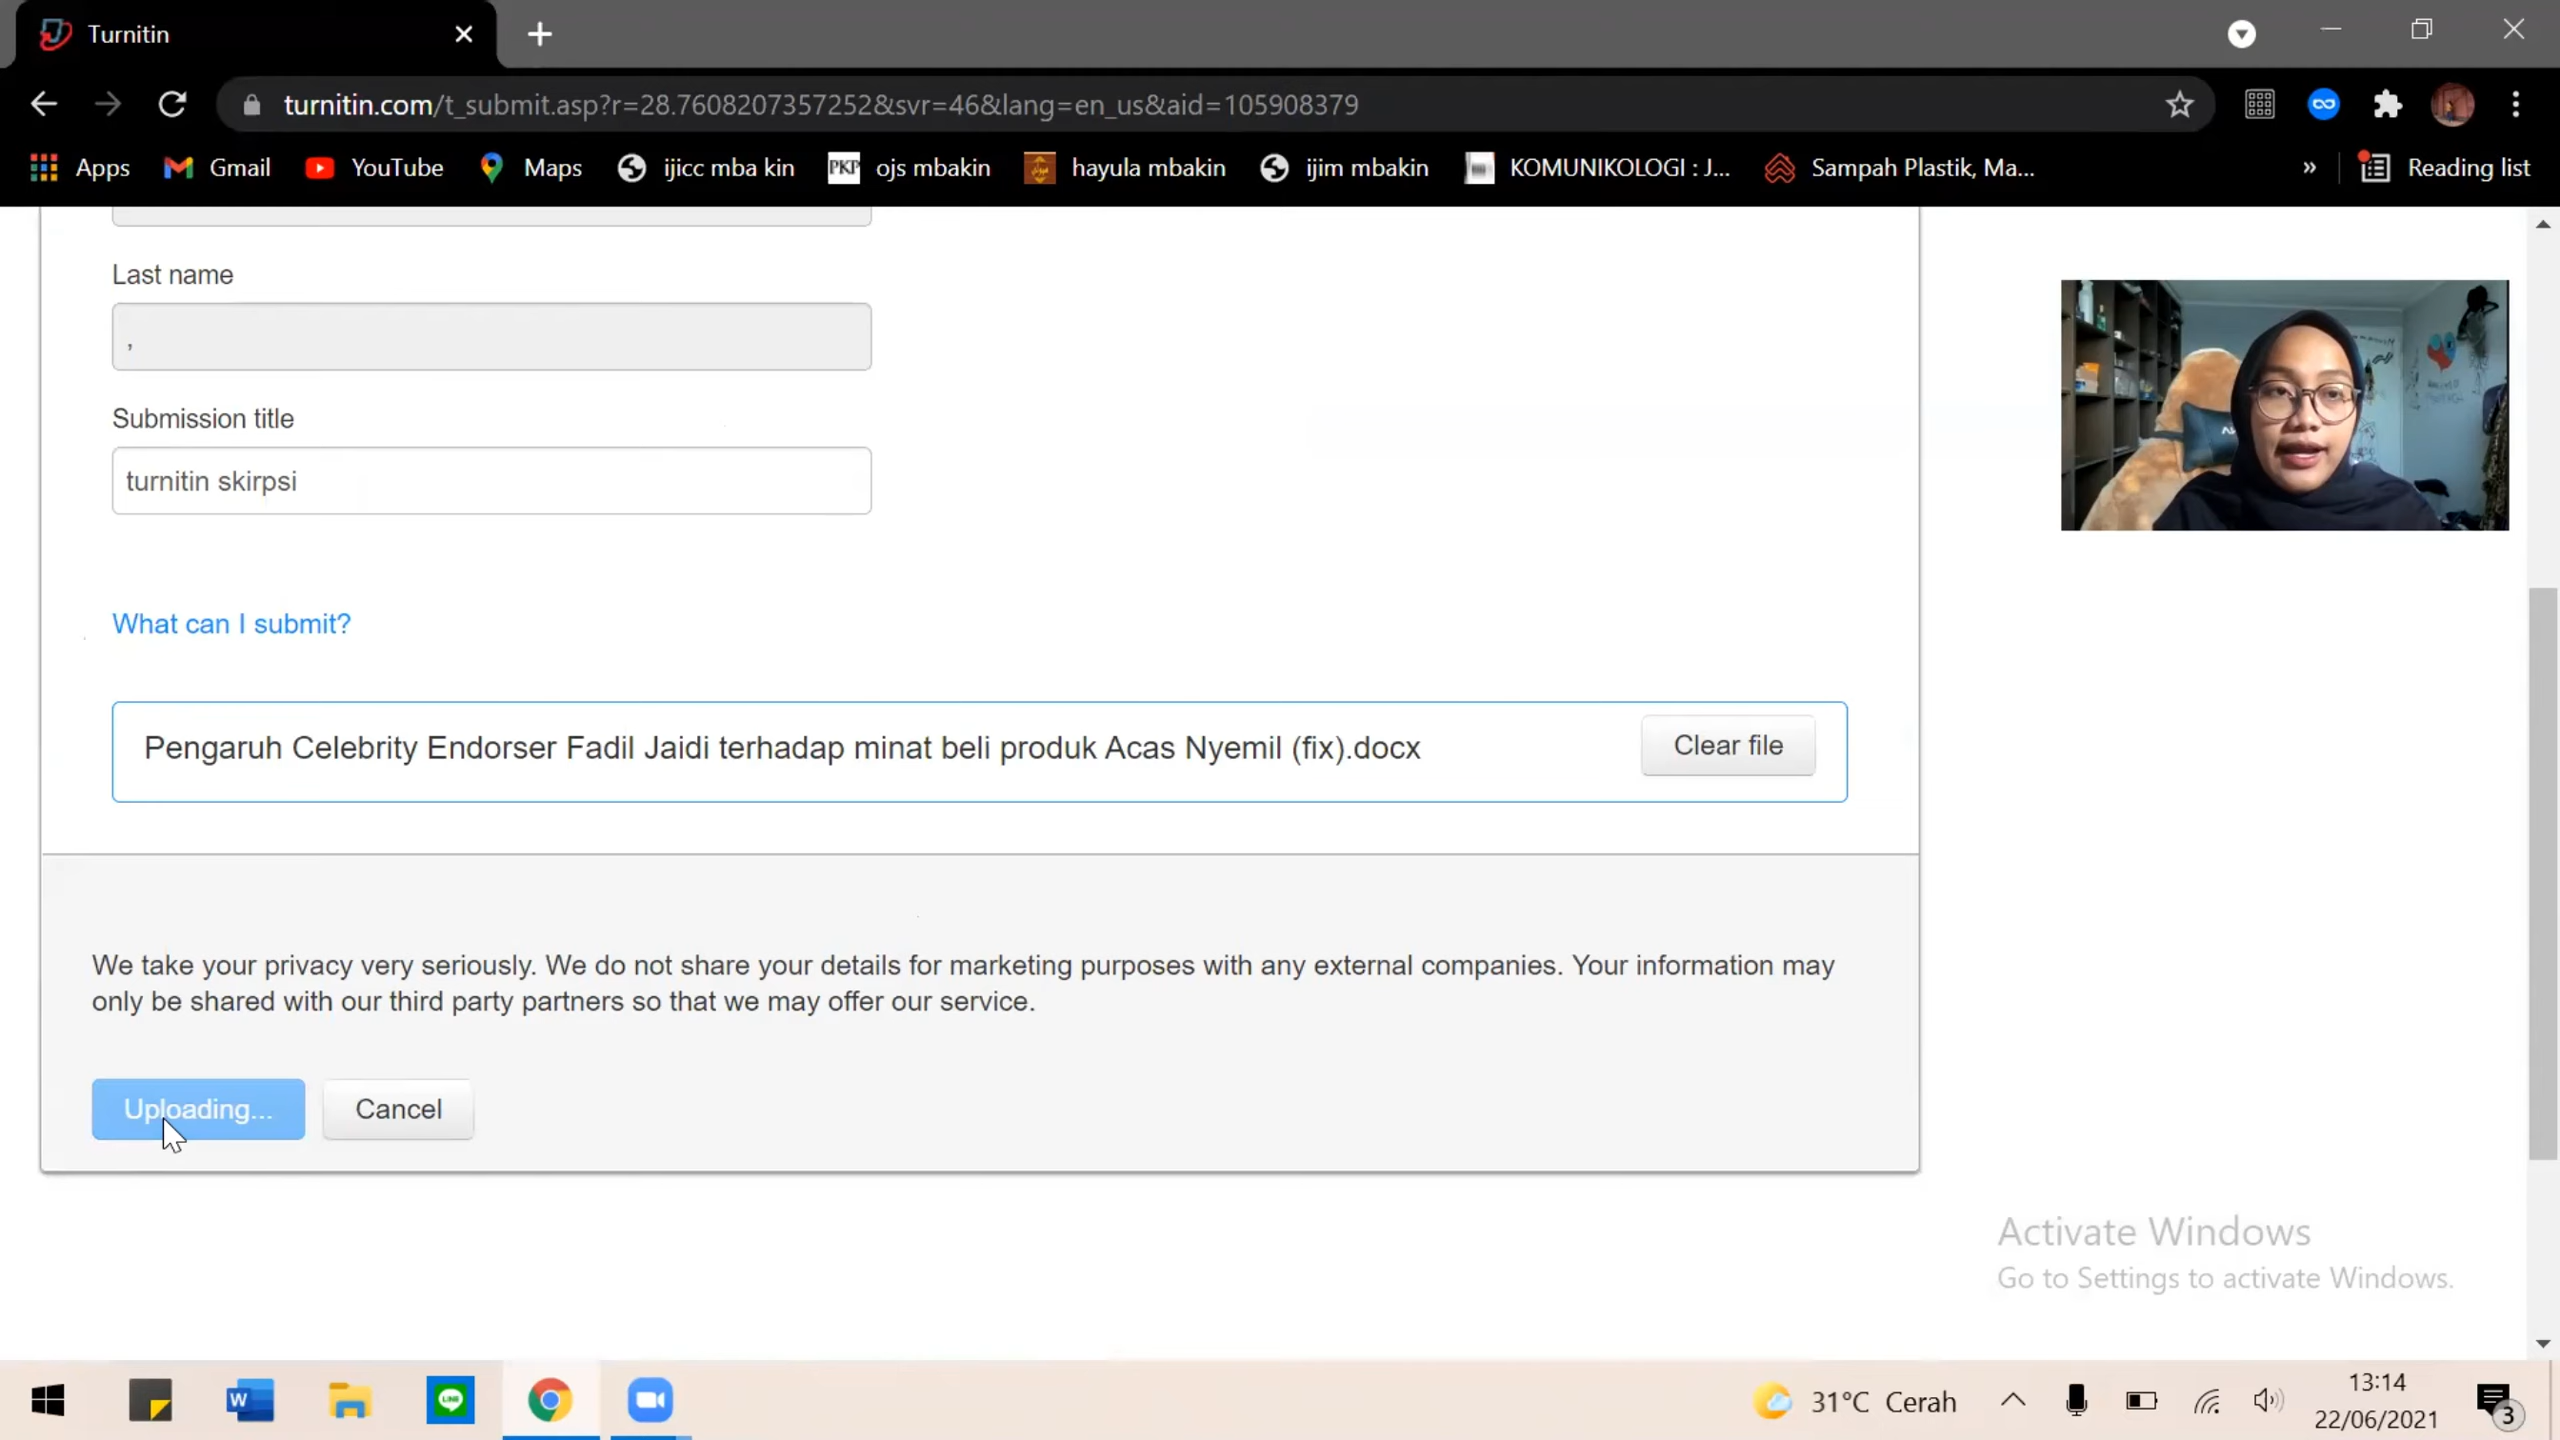 Turnitin
turnitin.com/t_submit.asp?r=28.7608207357252&svr=46&lang=en_us&aid=105908379
Apps Gmail YouTube Maps ijicc mba kin PKP ojs mbakin hayula mbakin ijim mbakin KOMUNIKOLOGI : J... Sampah Plastik, Ma... » Reading list
Last name
,
Submission title
turnitin skirpsi
What can I submit?
Pengaruh Celebrity Endorser Fadil Jaidi terhadap minat beli produk Acas Nyemil (fix).docx
Clear file
We take your privacy very seriously. We do not share your details for marketing purposes with any external companies. Your information may
only be shared with our third party partners so that we may offer our service.
Uploading... Cancel
Activate Windows
Go to Settings to activate Windows.
W
LINE
31°C Cerah
13:14
22/06/2021
3